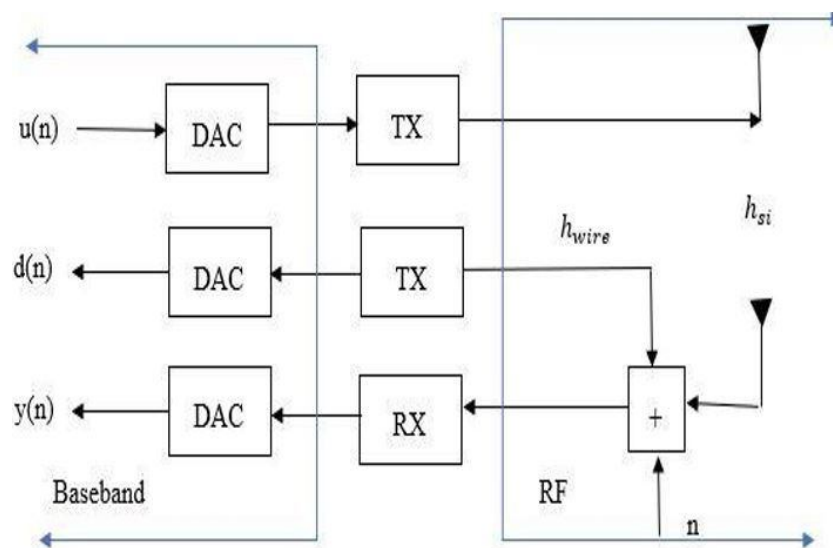 u(n)
DAC
TX
h_wire
h_si
d(n)
DAC
TX
y(n)
DAC
RX
+
Baseband
RF
n